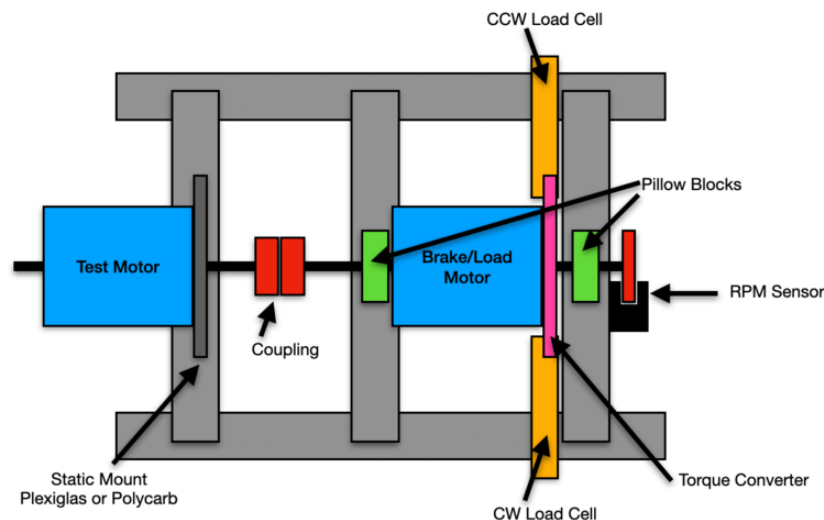 CCW Load Cell
Pillow Blocks
Test Motor
Brake/Load
Motor
RPM Sensor
Coupling
Static Mount
Plexiglas or Polycarb
Torque Converter
CW Load Cell